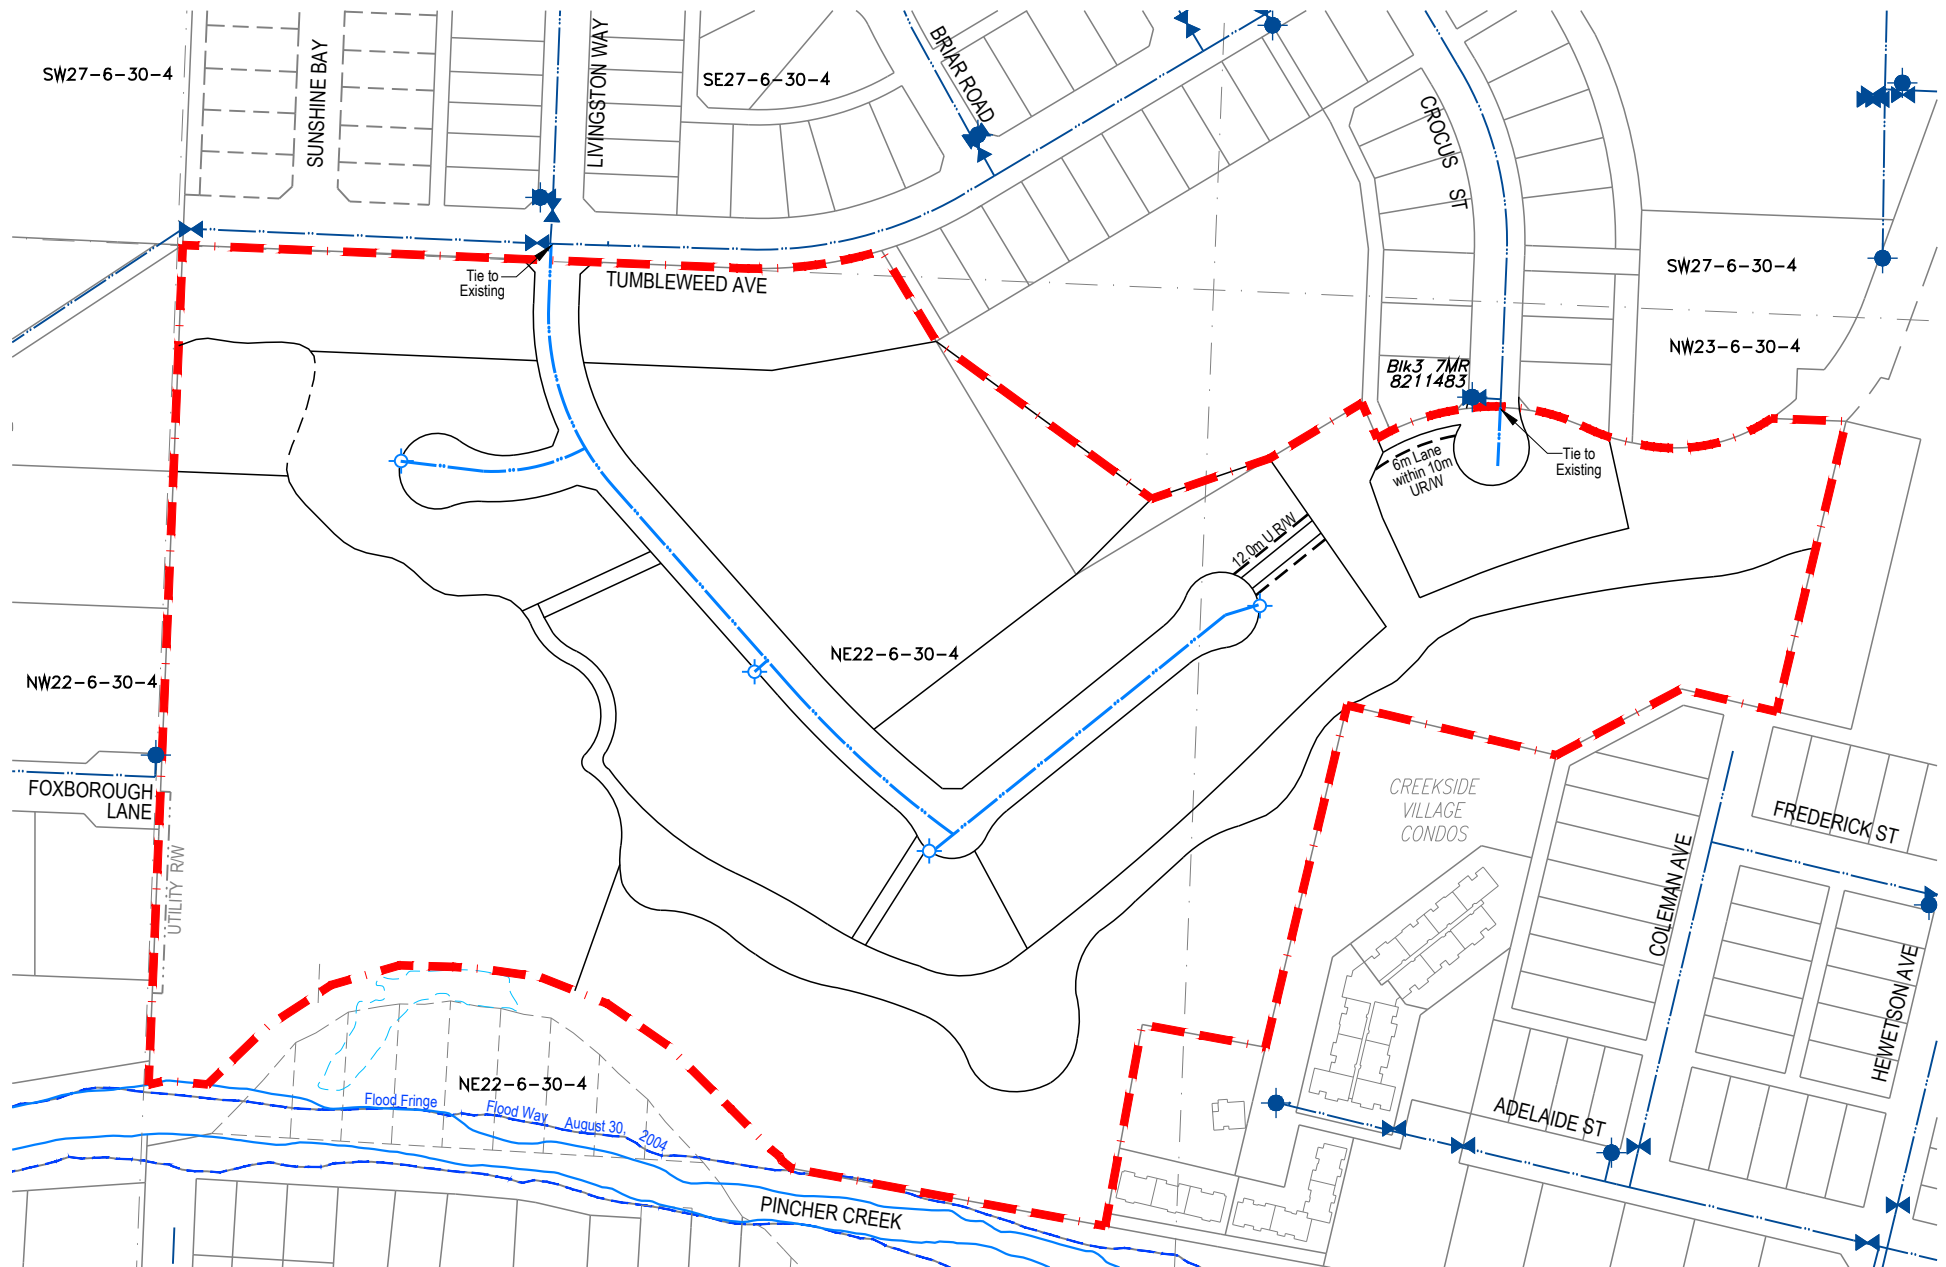 SW27-6-30-4
SUNSHINE BAY
LIVINGSTON WAY
SE27-6-30-4
BRIAR ROAD
CROCUS ST
SW27-6-30-4
Tie to
Existing
TUMBLEWEED AVE
NW23-6-30-4
Blk3 7MR
8211483
6m Lane
within 10m
UR/W
Tie to
Existing
12.0m U.R/W
NE22-6-30-4
NW22-6-30-4
FOXBOROUGH
LANE
UTILITY R/W
CREEKSIDE
VILLAGE
CONDOS
FREDERICK ST
COLEMAN AVE
HEWETSON AVE
NE22-6-30-4
Flood Fringe
Flood Way
August 30, 2004
ADELAIDE ST
PINCHER CREEK